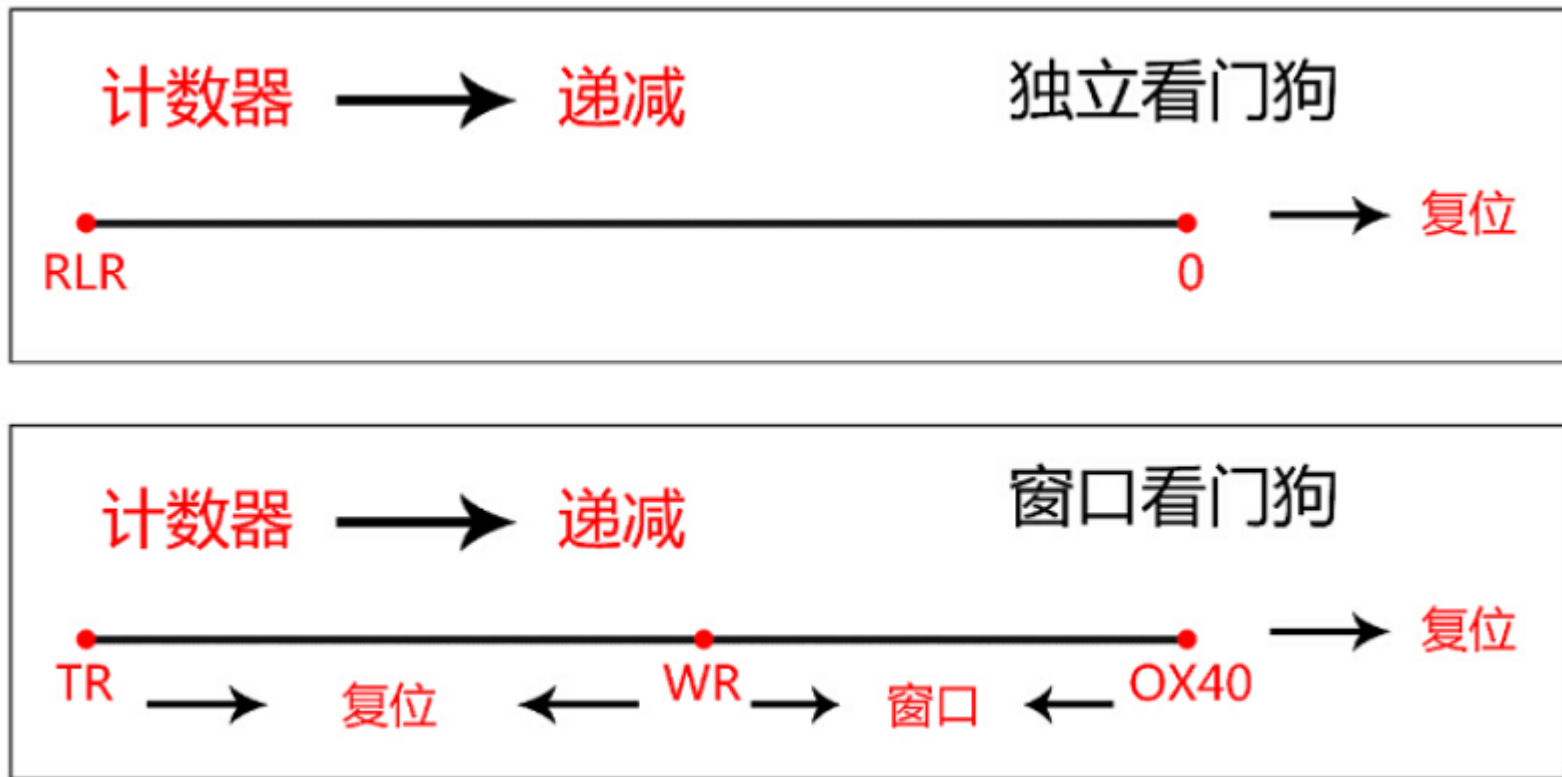 计数器 递减 独立看门狗
复位
RLR 0
计数器 递减 窗口看门狗
复位
TR 复位 WR 窗口 OX40